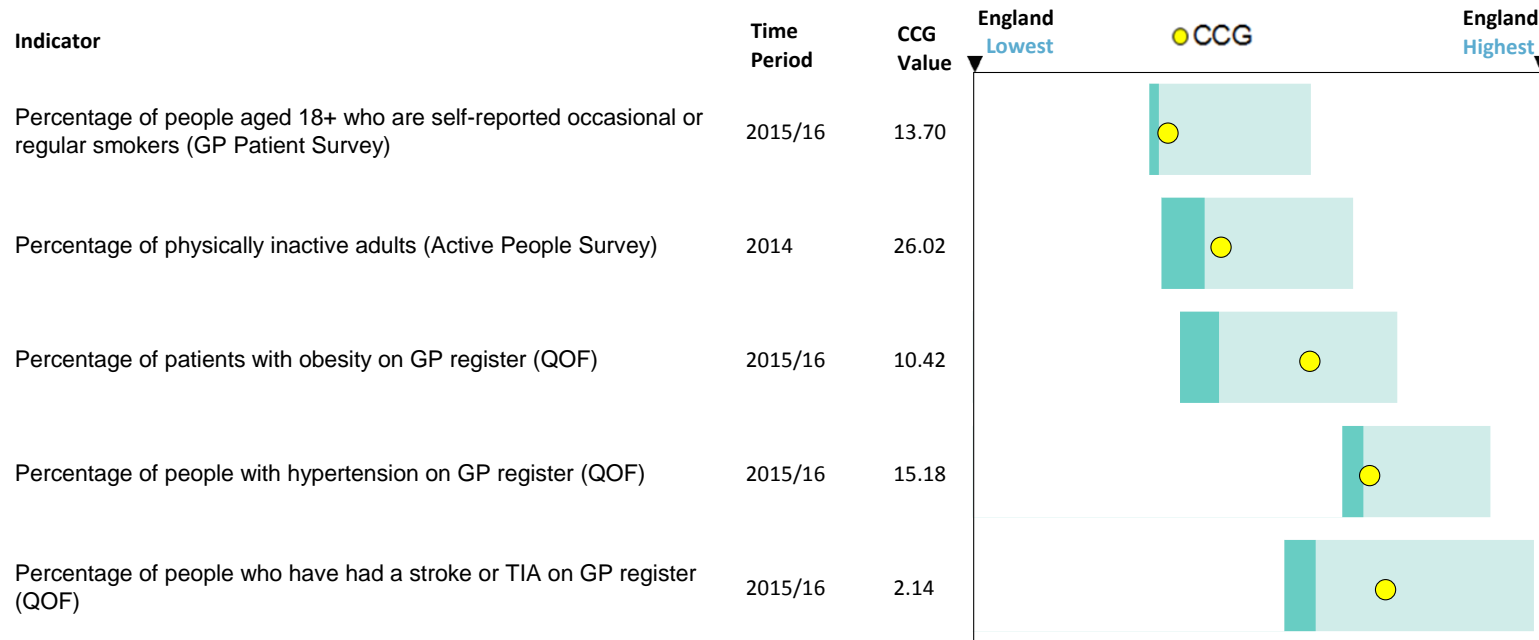 Indicator
Time
Period
CCG
Value
England
Lowest
CCG
England
Highest
Percentage of people aged 18+ who are self-reported occasional or
regular smokers (GP Patient Survey)
2015/16
13.70
Percentage of physically inactive adults (Active People Survey)
2014
26.02
Percentage of patients with obesity on GP register (QOF)
2015/16
10.42
Percentage of people with hypertension on GP register (QOF)
2015/16
15.18
Percentage of people who have had a stroke or TIA on GP register
(QOF)
2015/16
2.14